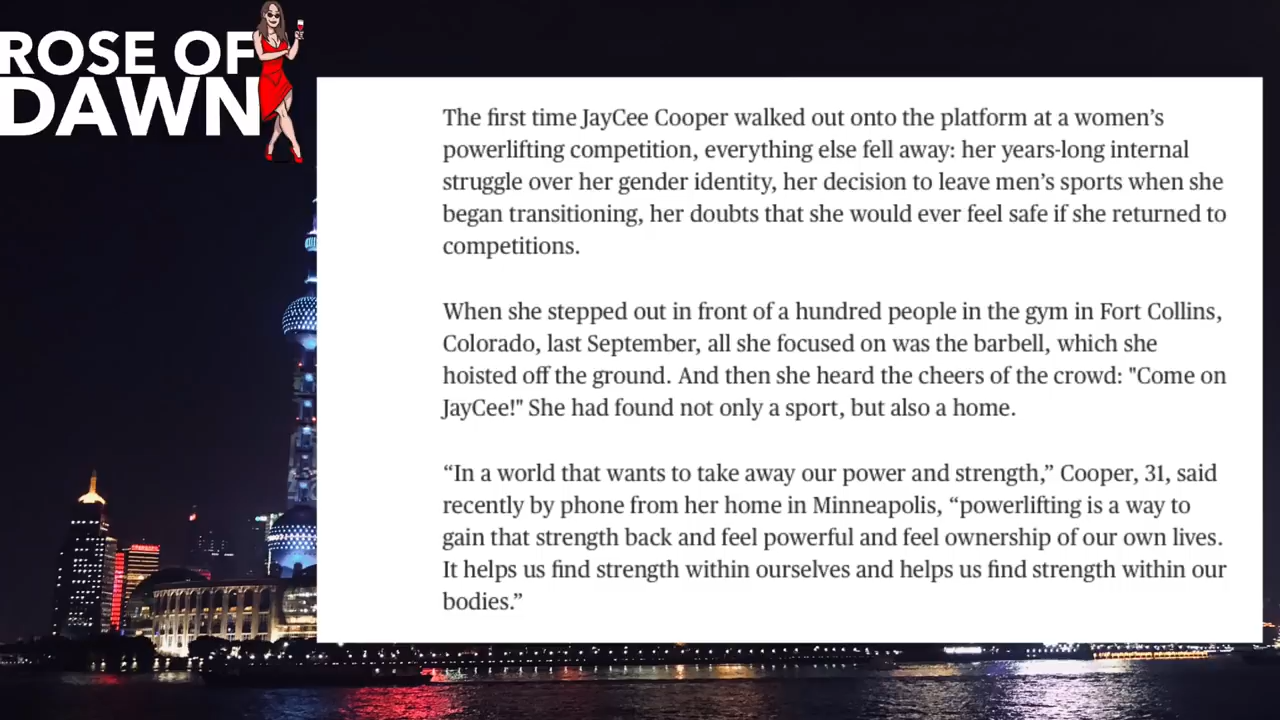 ROSE OF
DAWN
The first time JayCee Cooper walked out onto the platform at a women’s
powerlifting competition, everything else fell away: her years-long internal
struggle over her gender identity, her decision to leave men’s sports when she
began transitioning, her doubts that she would ever feel safe if she returned to
competitions.
When she stepped out in front of a hundred people in the gym in Fort Collins,
Colorado, last September, all she focused on was the barbell, which she
hoisted off the ground. And then she heard the cheers of the crowd: "Come on
JayCee!" She had found not only a sport, but also a home.
“In a world that wants to take away our power and strength,” Cooper, 31, said
recently by phone from her home in Minneapolis, “powerlifting is a way to
gain that strength back and feel powerful and feel ownership of our own lives.
It helps us find strength within ourselves and helps us find strength within our
bodies.”